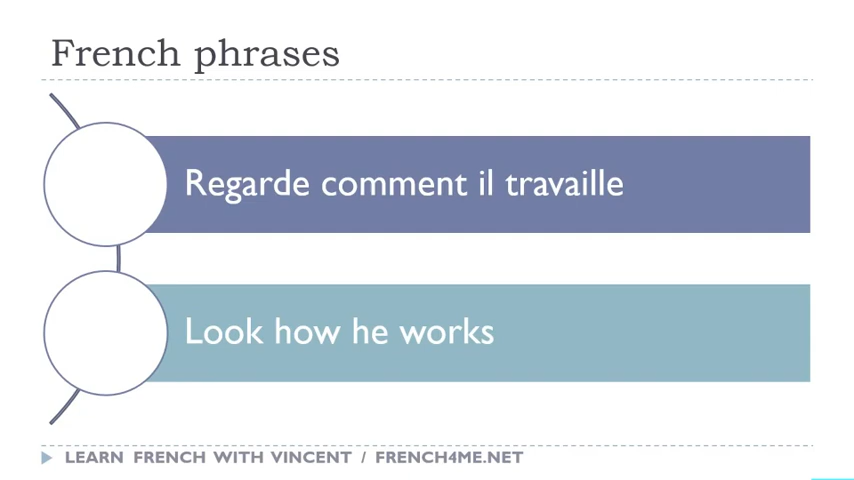 French phrases
Regarde comment il travaille
Look how he works
LEARN FRENCH WITH VINCENT / FRENCH4ME.NET